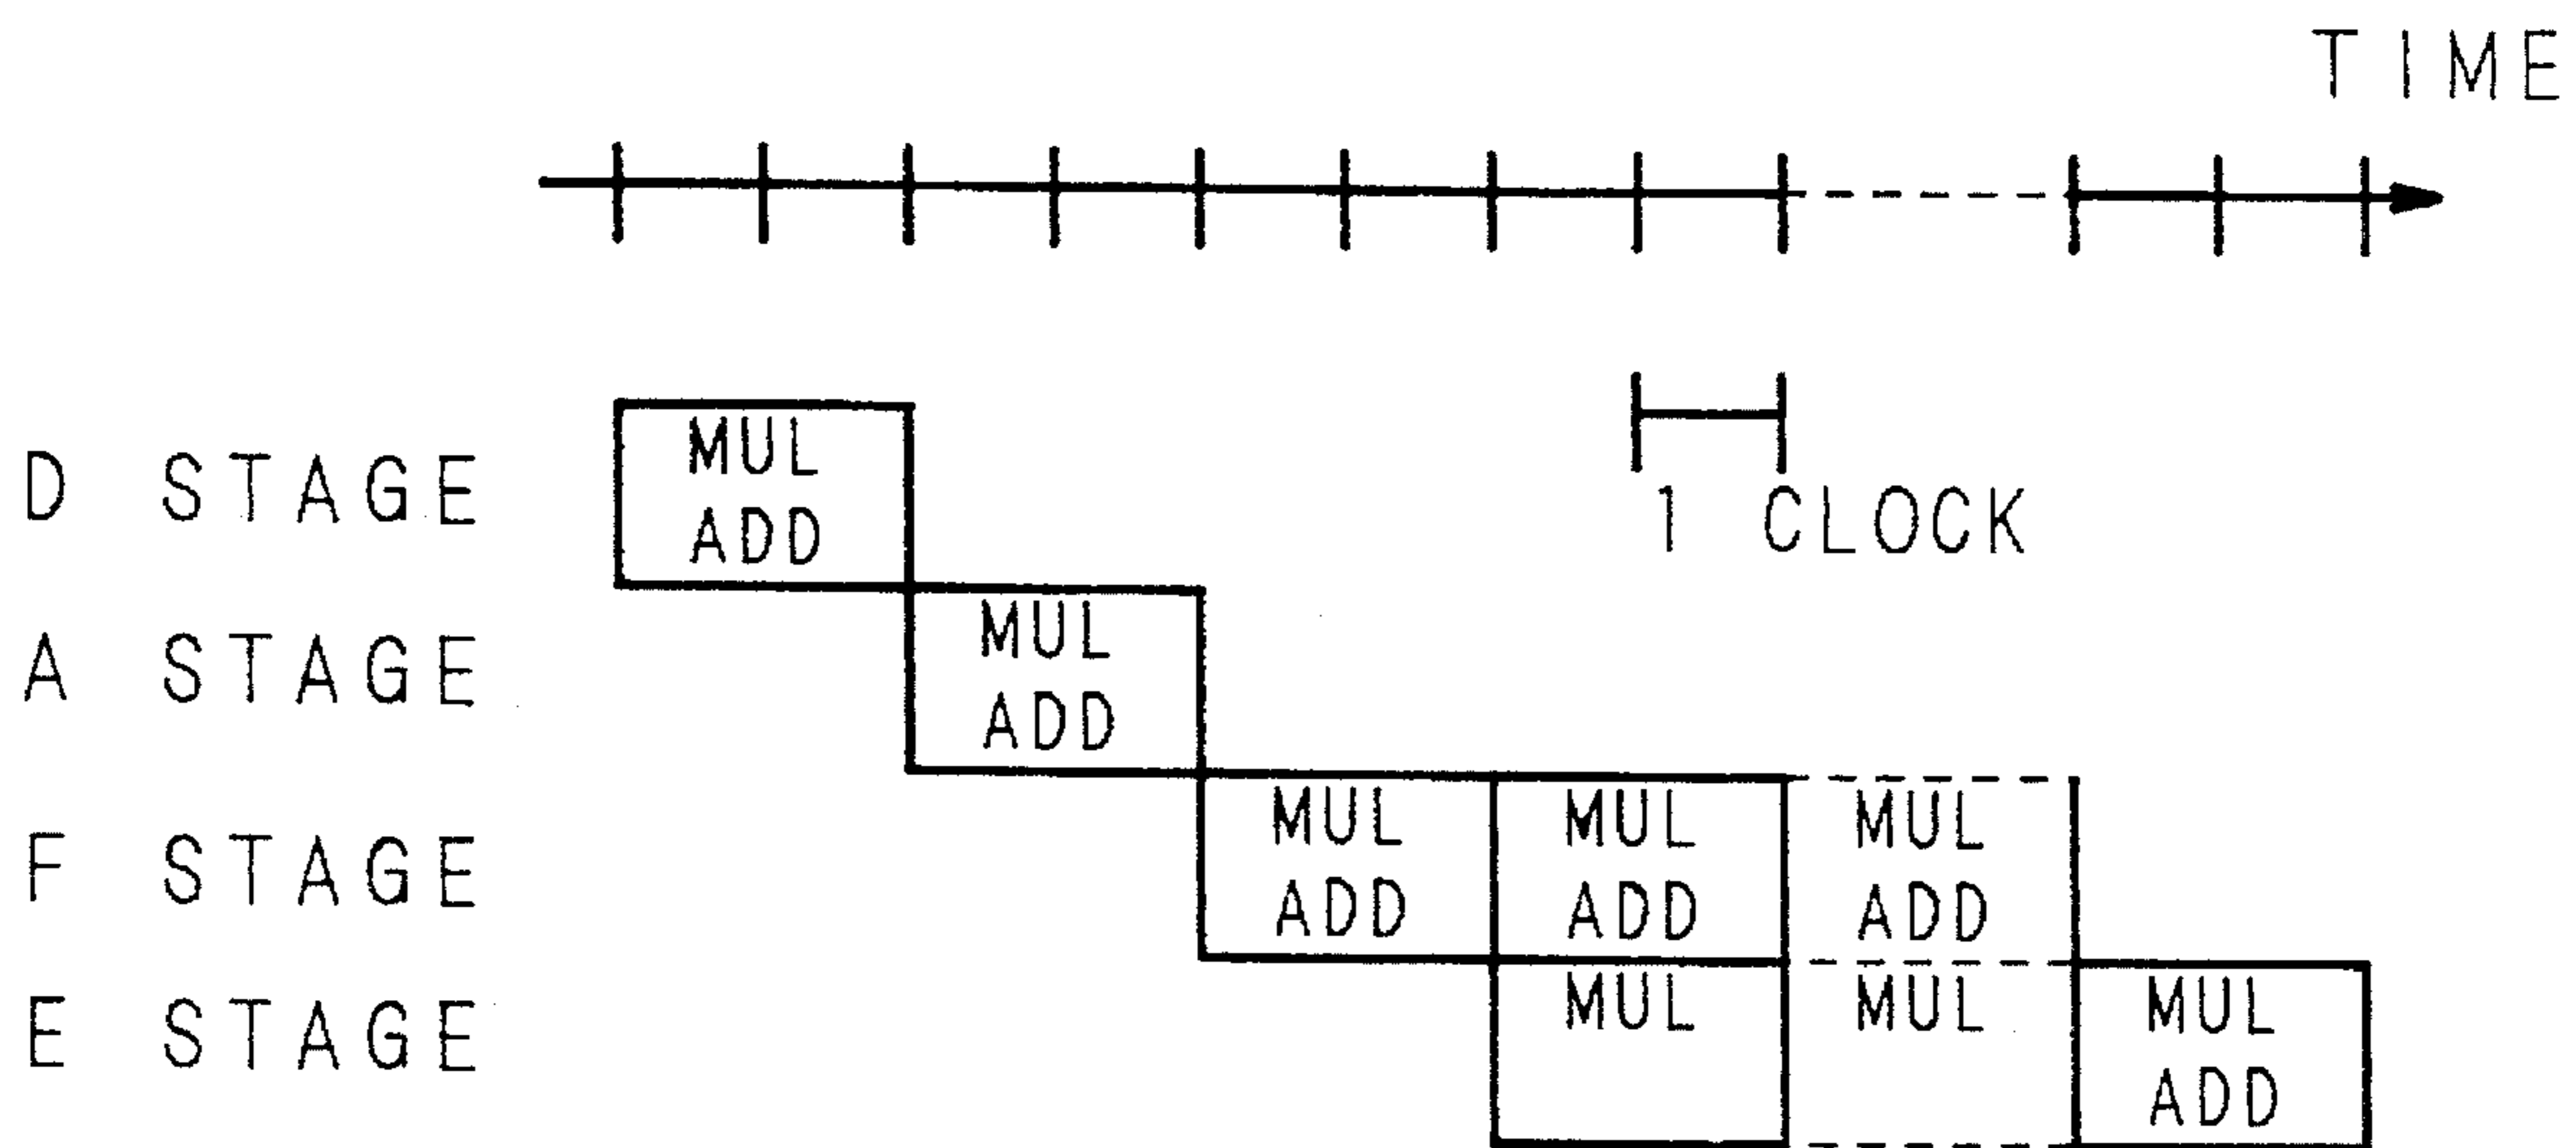 TIME
1 CLOCK
D STAGE
MUL
ADD
A STAGE
MUL
ADD
F STAGE
MUL MUL MUL
ADD ADD ADD
E STAGE
MUL MUL MUL
ADD